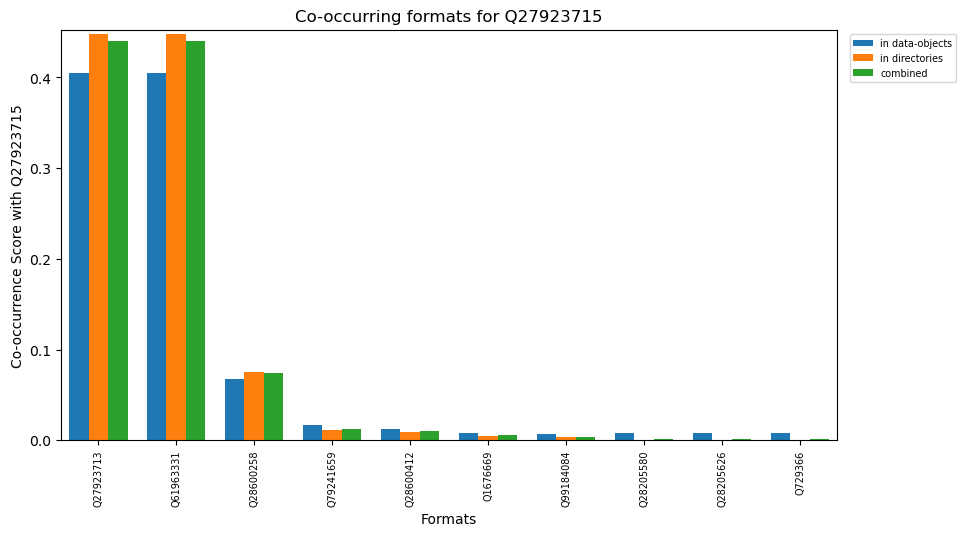 Co-occurring formats for Q27923715
in data-objects
in directories
combined
Co-occurrence Score with Q27923715
0.4
0.3
0.2
0.1
0.0
Q27923713
Q61963331
Q28600258
Q79241659
Q28600412
Q1676669
Q99184084
Q28205580
Q28205626
Q729366
Formats